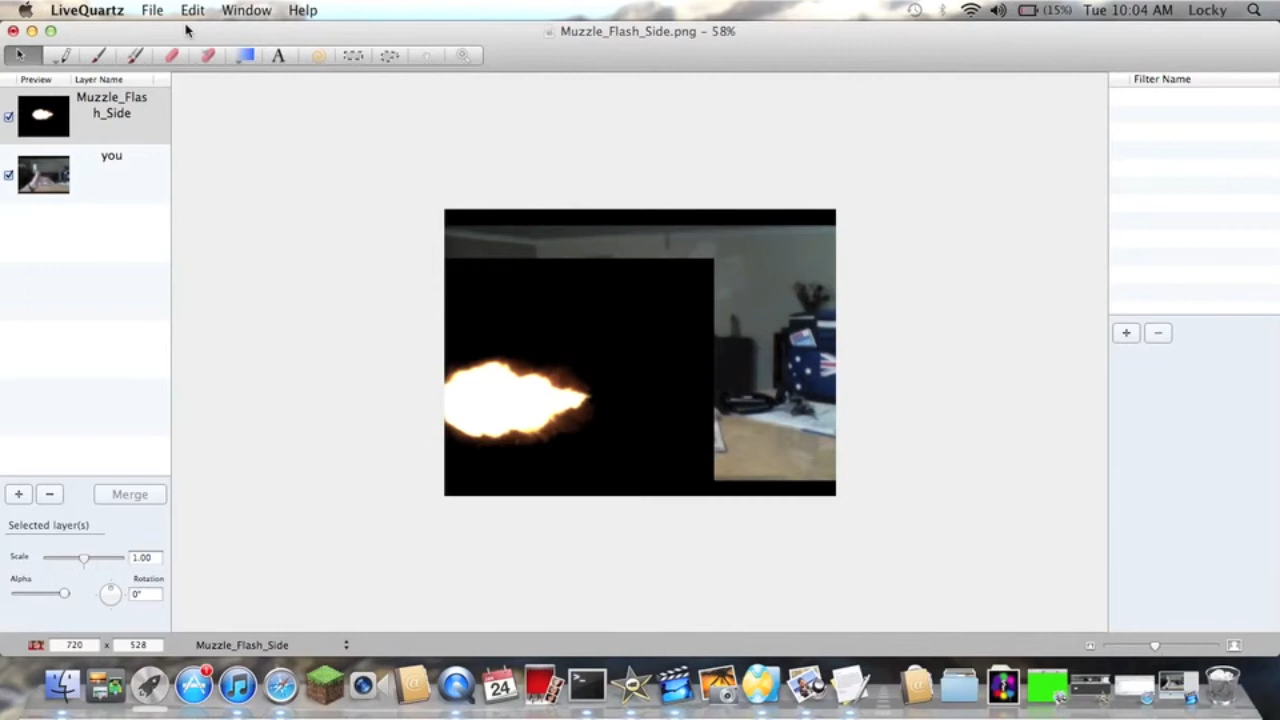 LiveQuartz File Edit Window Help (15%) Tue 10:04 AM Locky
Muzzle_Flash_Side.png – 58%
A
Preview Layer Name Filter Name
Muzzle_Flas
h_Side
you
+ − Merge
+ −
Selected layer(s)
Scale 1.00
Alpha Rotation
0°
720 x 528 Muzzle_Flash_Side
1
24